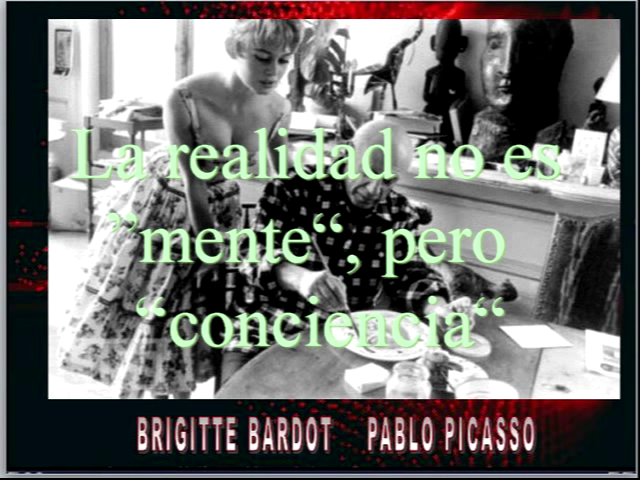 La realidad no es
”mente“, pero
“conciencia“
BRIGITTE BARDOT PABLO PICASSO